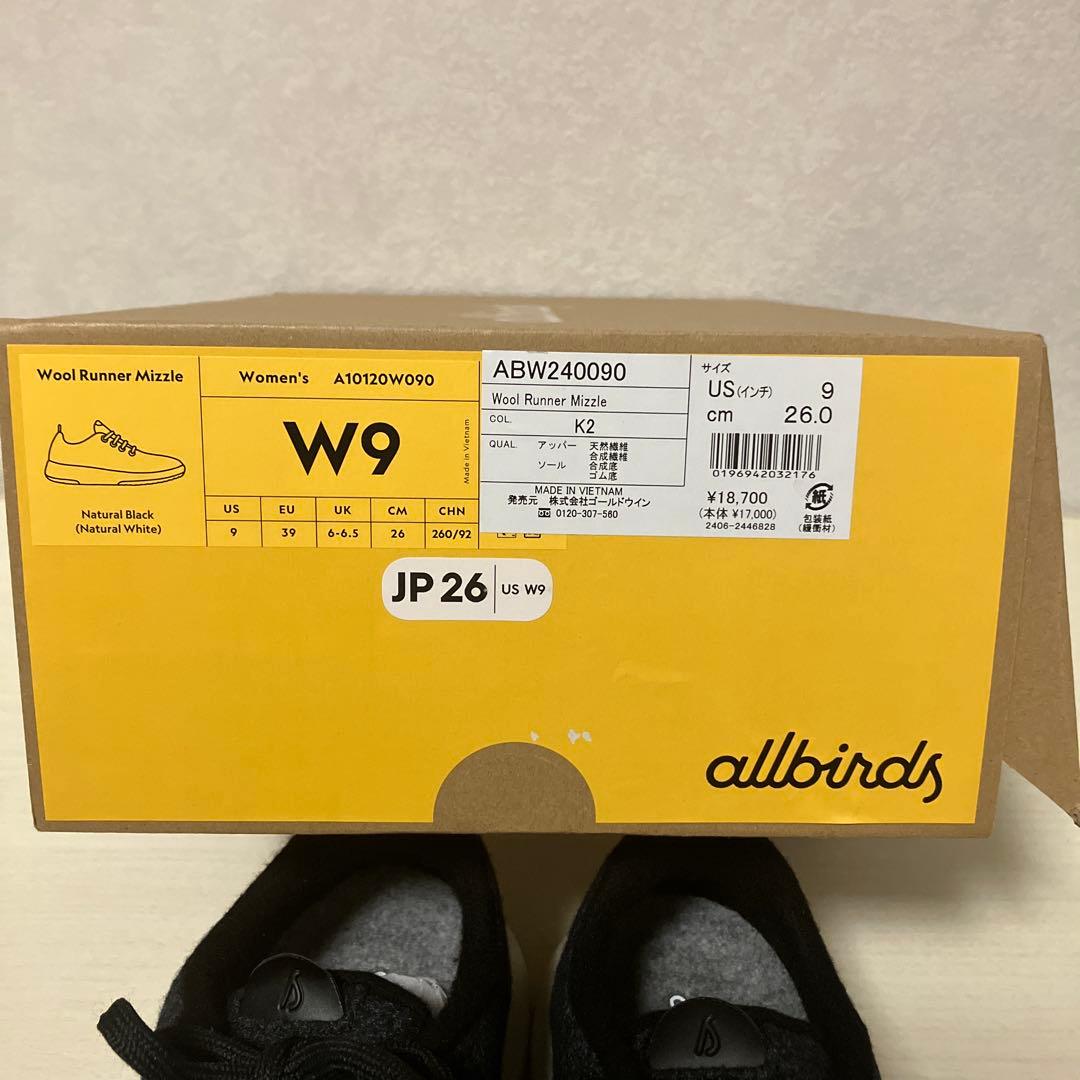 Wool Runner Mizzle
Natural Black
(Natural White)
Women's A10120W090
W9
Made in Vietnam
US EU UK CM CHN
9 39 6-6.5 26 260/92
ABW240090
Wool Runner Mizzle
COL. K2
QUAL. アッパー 天然繊維
合成繊維
ソール 合成底
ゴム底
MADE IN VIETNAM
発売元 株式会社ゴールドウイン
0120-307-560
サイズ
US(インチ) 9
cm 26.0
0196942032176
¥18,700
(本体 ¥17,000)
2406-2446828
紙
包装紙
(緩衝材)
JP 26 US W9
allbirds